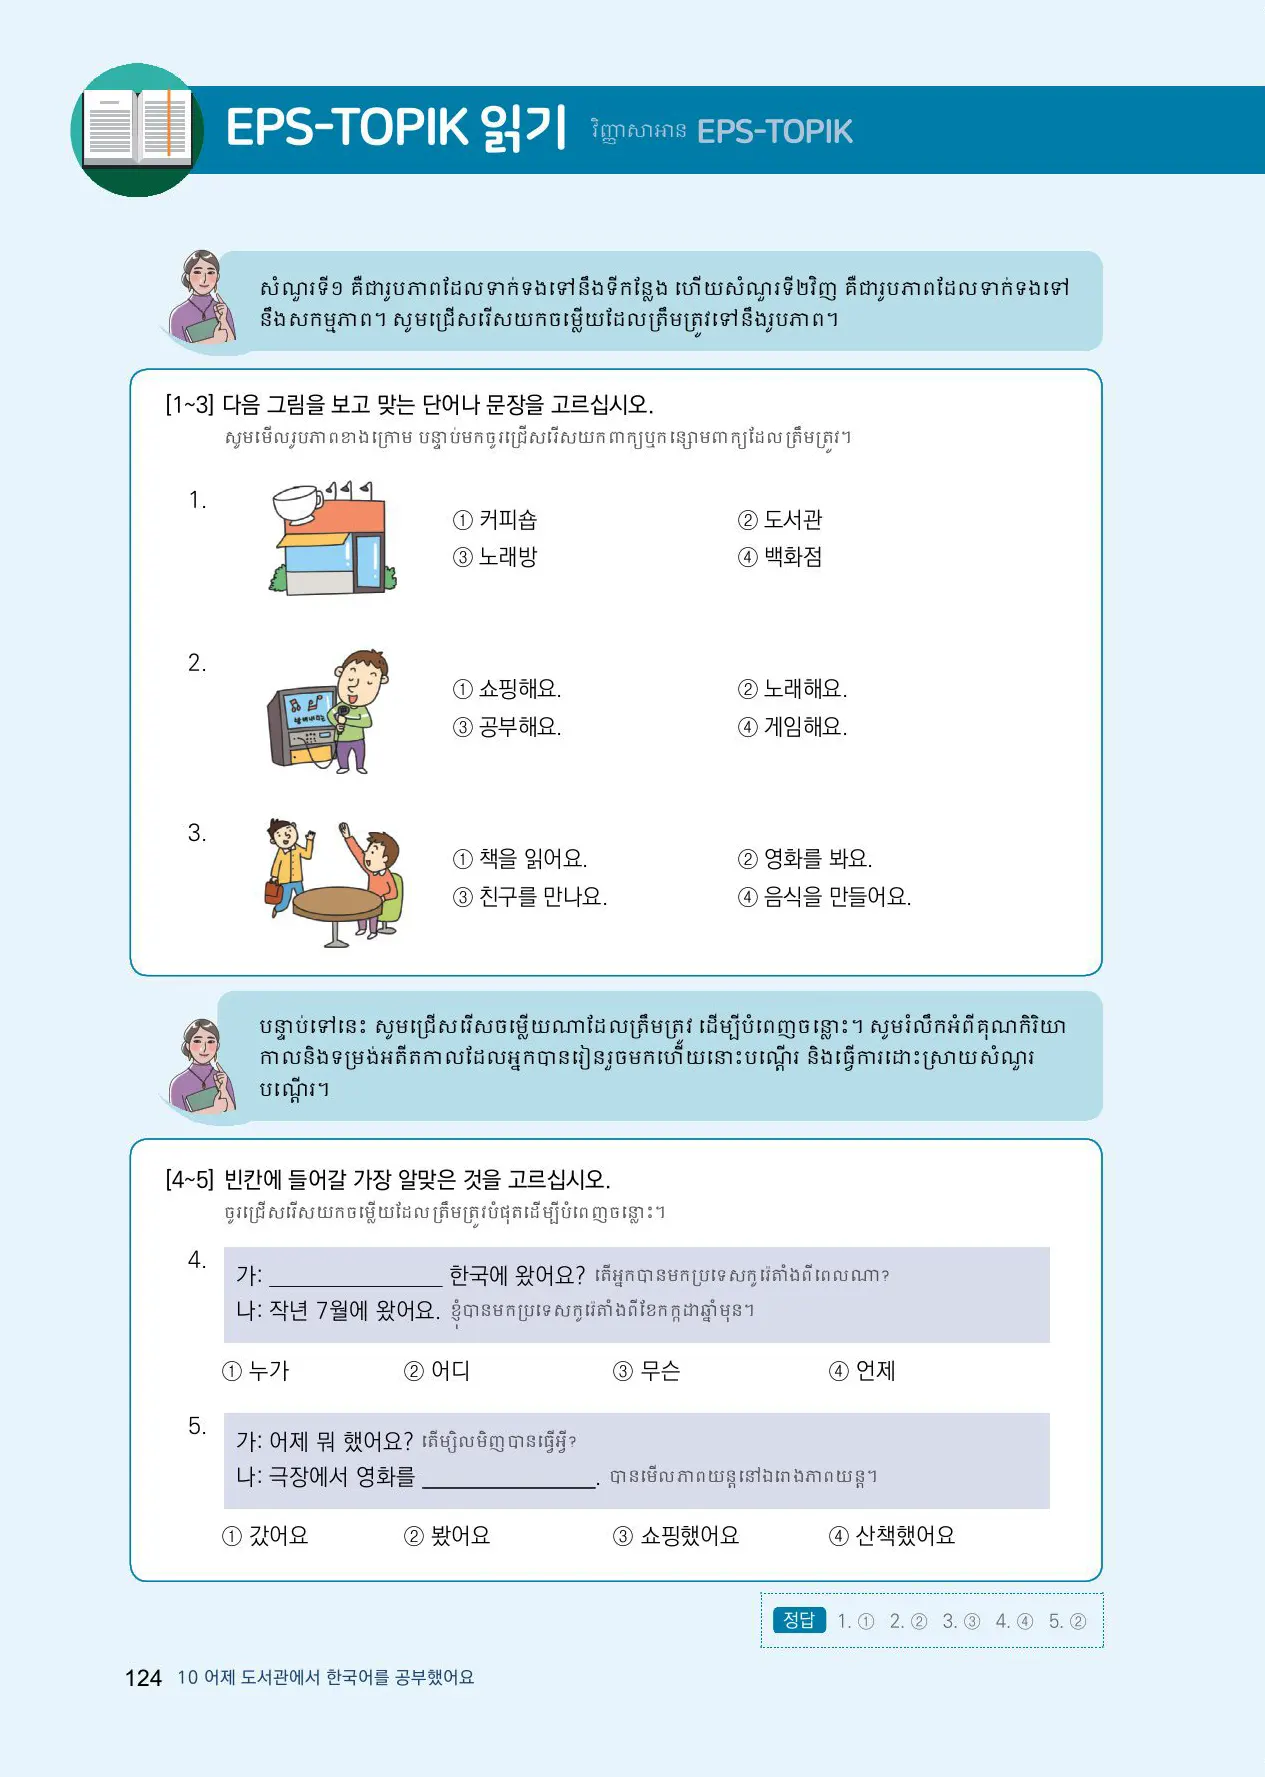 EPS-TOPIK 읽기 វិញ្ញាសាអាន EPS-TOPIK
សំណួរទី១ គឺជារូបភាពដែលទាក់ទងទៅនឹងទីកន្លែង ហើយសំណួរទី២វិញ គឺជារូបភាពដែលទាក់ទងទៅ
នឹងសកម្មភាព។ សូមជ្រើសរើសយកចម្លើយដែលត្រឹមត្រូវទៅនឹងរូបភាព។
[1~3] 다음 그림을 보고 맞는 단어나 문장을 고르십시오.
សូមមើលរូបភាពខាងក្រោម បន្ទាប់មកចូរជ្រើសរើសយកពាក្យឬកន្សោមពាក្យដែលត្រឹមត្រូវ។
1.
① 커피숍 ② 도서관
③ 노래방 ④ 백화점
2.
① 쇼핑해요. ② 노래해요.
③ 공부해요. ④ 게임해요.
3.
① 책을 읽어요. ② 영화를 봐요.
③ 친구를 만나요. ④ 음식을 만들어요.
បន្ទាប់ទៅនេះ សូមជ្រើសរើសចម្លើយណាដែលត្រឹមត្រូវ ដើម្បីបំពេញចន្លោះ។ សូមរំលឹកអំពីគុណកិរិយា
កាលនិងទម្រង់អតីតកាលដែលអ្នកបានរៀនរួចមកហើយនោះបណ្តើរ និងធ្វើការដោះស្រាយសំណួរ
បណ្តើរ។
[4~5] 빈칸에 들어갈 가장 알맞은 것을 고르십시오.
ចូរជ្រើសរើសយកចម្លើយដែលត្រឹមត្រូវបំផុតដើម្បីបំពេញចន្លោះ។
4.
가: ______________ 한국에 왔어요? តើអ្នកបានមកប្រទេសកូរ៉េតាំងពីពេលណា?
나: 작년 7월에 왔어요. ខ្ញុំបានមកប្រទេសកូរ៉េតាំងពីខែកក្កដាឆ្នាំមុន។
① 누가 ② 어디 ③ 무슨 ④ 언제
5.
가: 어제 뭐 했어요? តើម្សិលមិញបានធ្វើអ្វី?
나: 극장에서 영화를 ______________. បានមើលភាពយន្តនៅឯរោងភាពយន្ត។
① 갔어요 ② 봤어요 ③ 쇼핑했어요 ④ 산책했어요
정답 1. ① 2. ② 3. ③ 4. ④ 5. ②
124 10 어제 도서관에서 한국어를 공부했어요